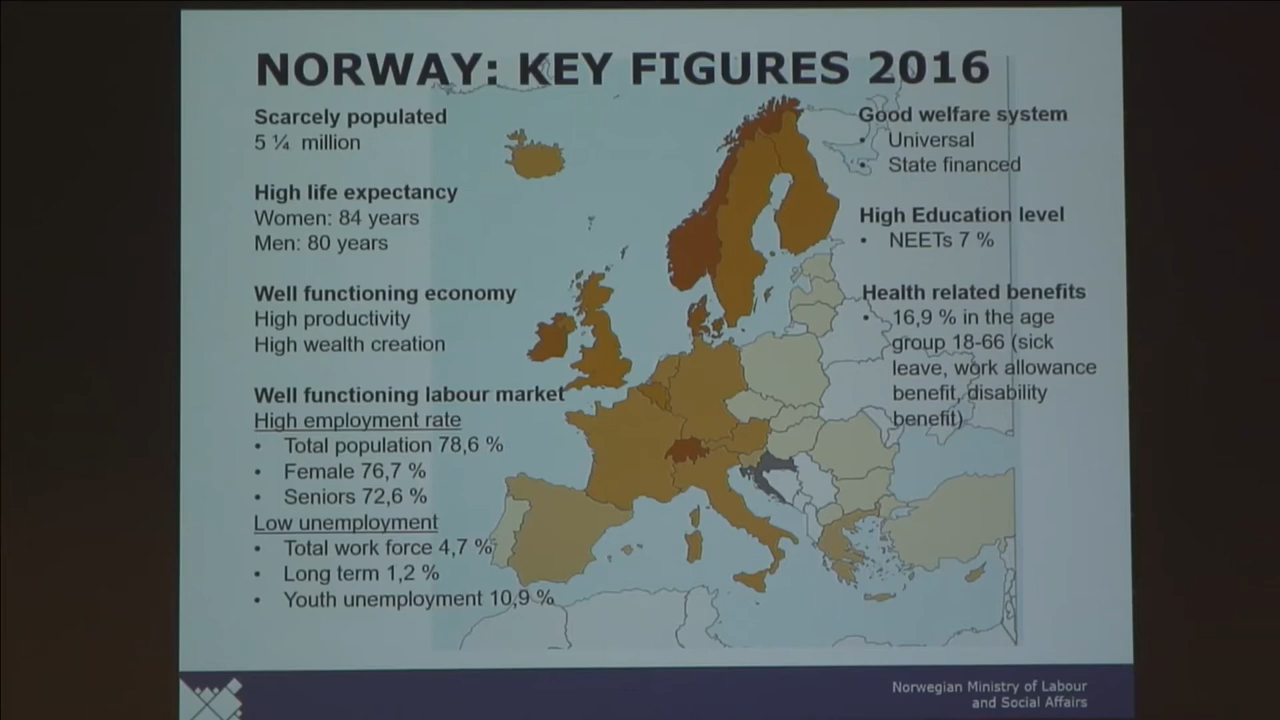 NORWAY: KEY FIGURES 2016
Scarcely populated
5 ¼ million
High life expectancy
Women: 84 years
Men: 80 years
Well functioning economy
High productivity
High wealth creation
Well functioning labour market
High employment rate
• Total population 78,6 %
• Female 76,7 %
• Seniors 72,6 %
Low unemployment
• Total work force 4,7 %
• Long term 1,2 %
• Youth unemployment 10,9 %
Good welfare system
• Universal
• State financed
High Education level
• NEETs 7 %
Health related benefits
• 16,9 % in the age
group 18-66 (sick
leave, work allowance
benefit, disability
benefit)
Norwegian Ministry of Labour
and Social Affairs